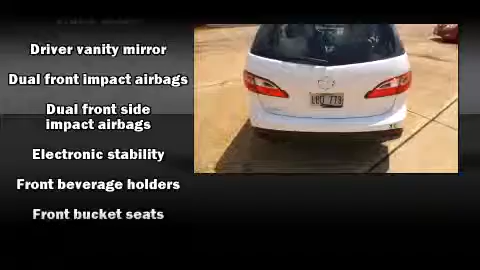 Driver vanity mirror
Dual front impact airbags
Dual front side
impact airbags
Electronic stability
Front beverage holders
Front bucket seats